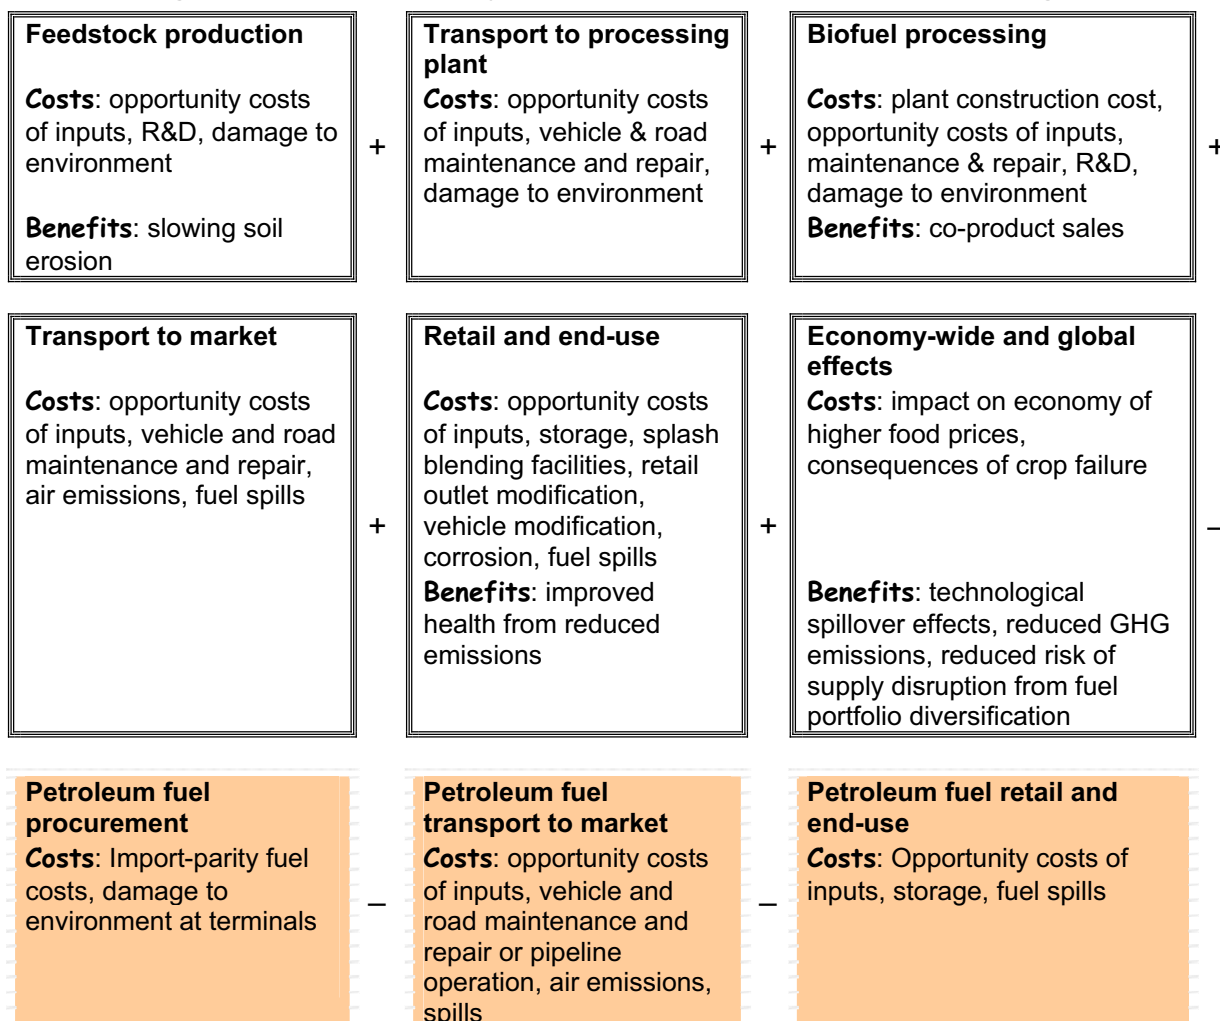 Feedstock production
Costs: opportunity costs
of inputs, R&D, damage to
environment
Benefits: slowing soil
erosion
+
Transport to processing
plant
Costs: opportunity costs
of inputs, vehicle & road
maintenance and repair,
damage to environment
+
Biofuel processing
Costs: plant construction cost,
opportunity costs of inputs,
maintenance & repair, R&D,
damage to environment
Benefits: co-product sales
+
Transport to market
Costs: opportunity costs
of inputs, vehicle and road
maintenance and repair,
air emissions, fuel spills
+
Retail and end-use
Costs: opportunity costs
of inputs, storage, splash
blending facilities, retail
outlet modification,
vehicle modification,
corrosion, fuel spills
Benefits: improved
health from reduced
emissions
+
Economy-wide and global
effects
Costs: impact on economy of
higher food prices,
consequences of crop failure
Benefits: technological
spillover effects, reduced GHG
emissions, reduced risk of
supply disruption from fuel
portfolio diversification
–
Petroleum fuel
procurement
Costs: Import-parity fuel
costs, damage to
environment at terminals
–
Petroleum fuel
transport to market
Costs: opportunity costs
of inputs, vehicle and
road maintenance and
repair or pipeline
operation, air emissions,
spills
–
Petroleum fuel retail and
end-use
Costs: Opportunity costs of
inputs, storage, fuel spills